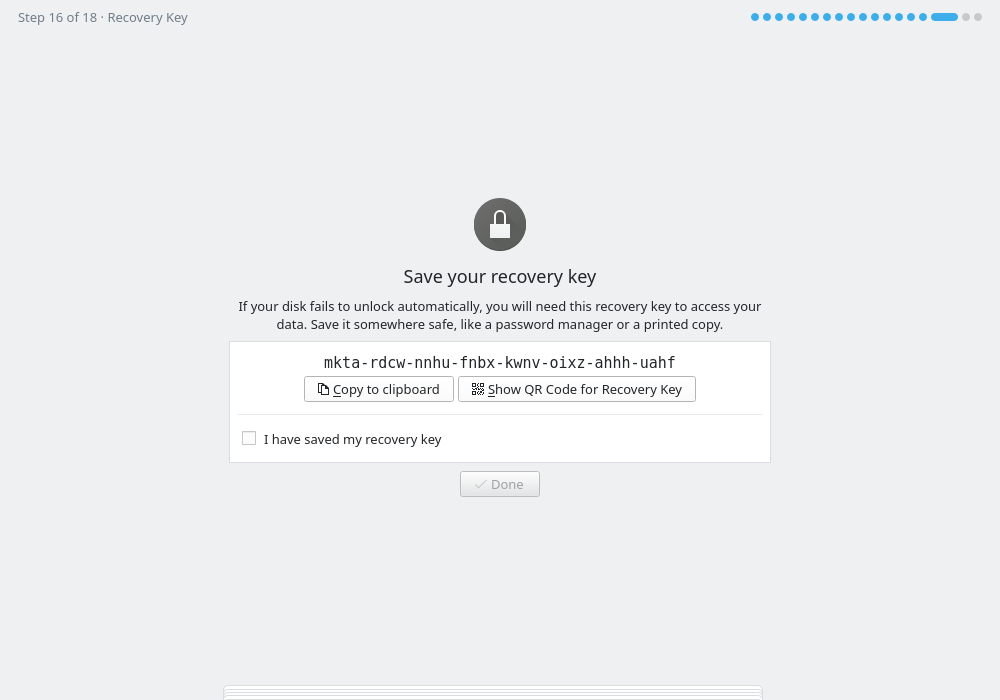 Step 16 of 18 · Recovery Key
Save your recovery key
If your disk fails to unlock automatically, you will need this recovery key to access your
data. Save it somewhere safe, like a password manager or a printed copy.
mkta-rdcw-nnhu-fnbx-kwnv-oixz-ahhh-uahf
Copy to clipboard
Show QR Code for Recovery Key
I have saved my recovery key
Done